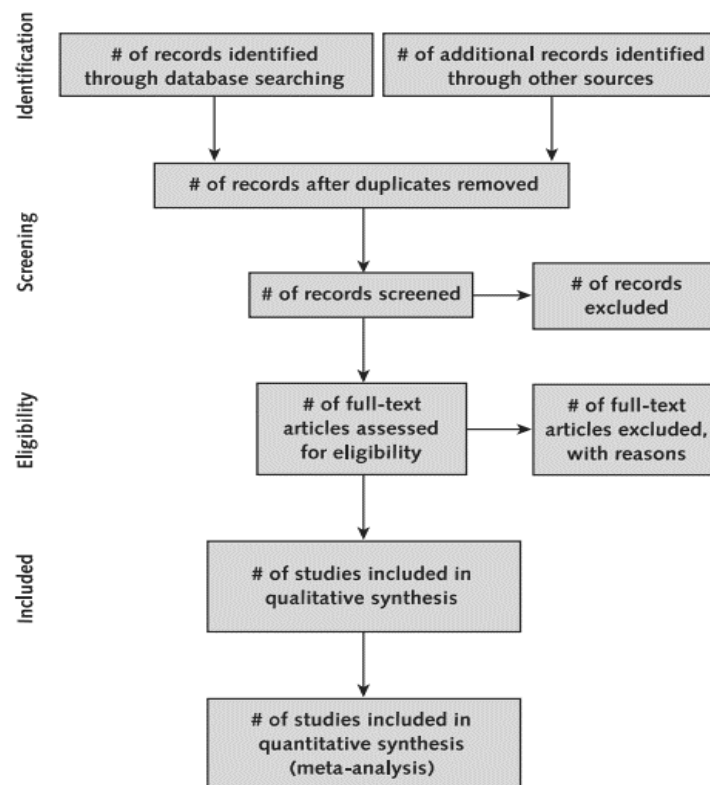 Identification
# of records identified
through database searching
# of additional records identified
through other sources
# of records after duplicates removed
Screening
# of records screened
# of records
excluded
Eligibility
# of full-text
articles assessed
for eligibility
# of full-text
articles excluded,
with reasons
Included
# of studies included in
qualitative synthesis
# of studies included in
quantitative synthesis
(meta-analysis)